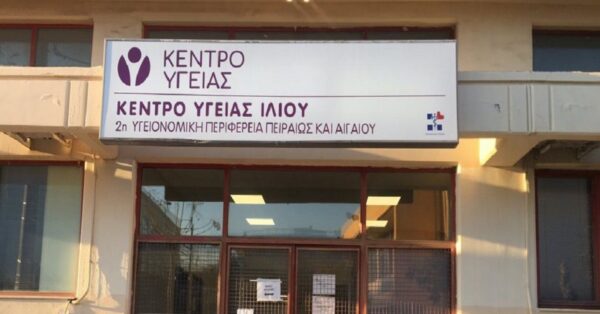 ΚΕΝΤΡΟ
ΥΓΕΙΑΣ
ΚΕΝΤΡΟ ΥΓΕΙΑΣ ΙΛΙΟΥ
2η ΥΓΕΙΟΝΟΜΙΚΗ ΠΕΡΙΦΕΡΕΙΑ ΠΕΙΡΑΙΩΣ ΚΑΙ ΑΙΓΑΙΟΥ